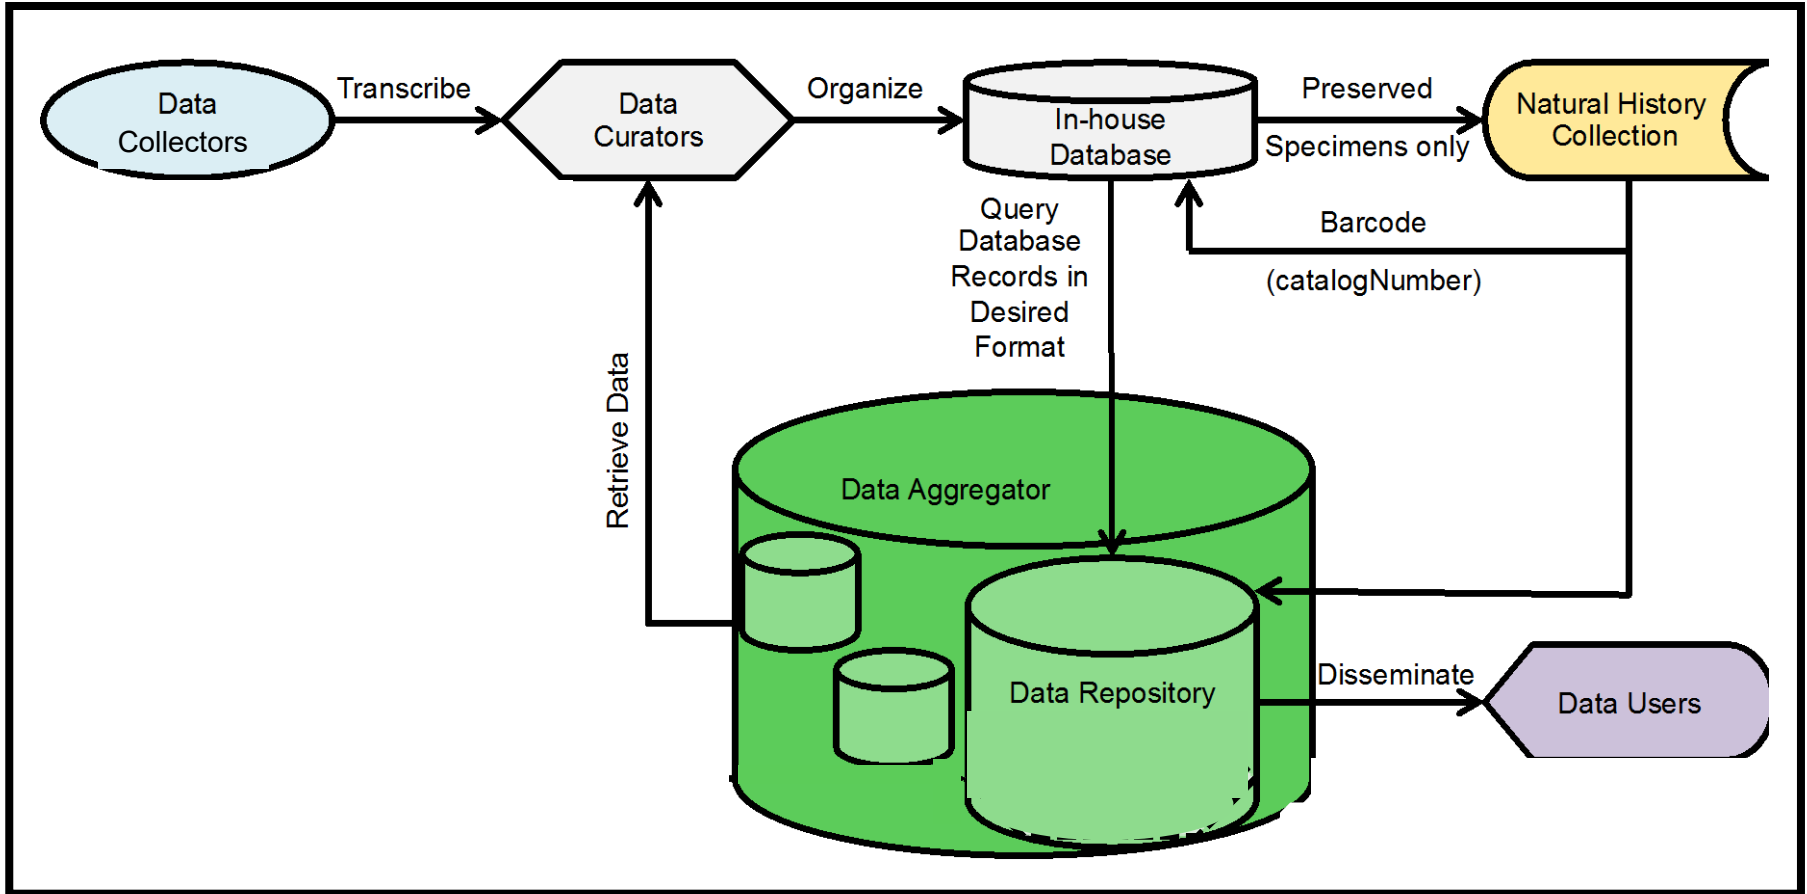 Data
Collectors
Transcribe
Data
Curators
Organize
In-house
Database
Preserved
Specimens only
Natural History
Collection
Query
Database
Records in
Desired
Format
Barcode
(catalogNumber)
Retrieve Data
Data Aggregator
Data Repository
Disseminate
Data Users